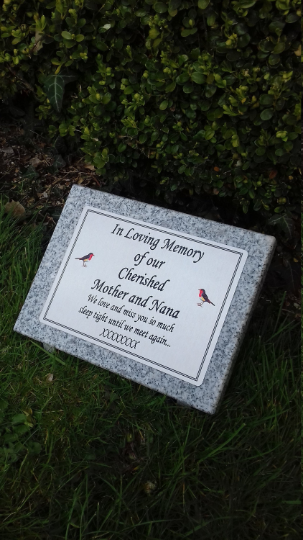 In Loving Memory
of our
Cherished
Mother and Nana
We love and miss you so much
sleep tight until we meet again...
XXXXXXXX